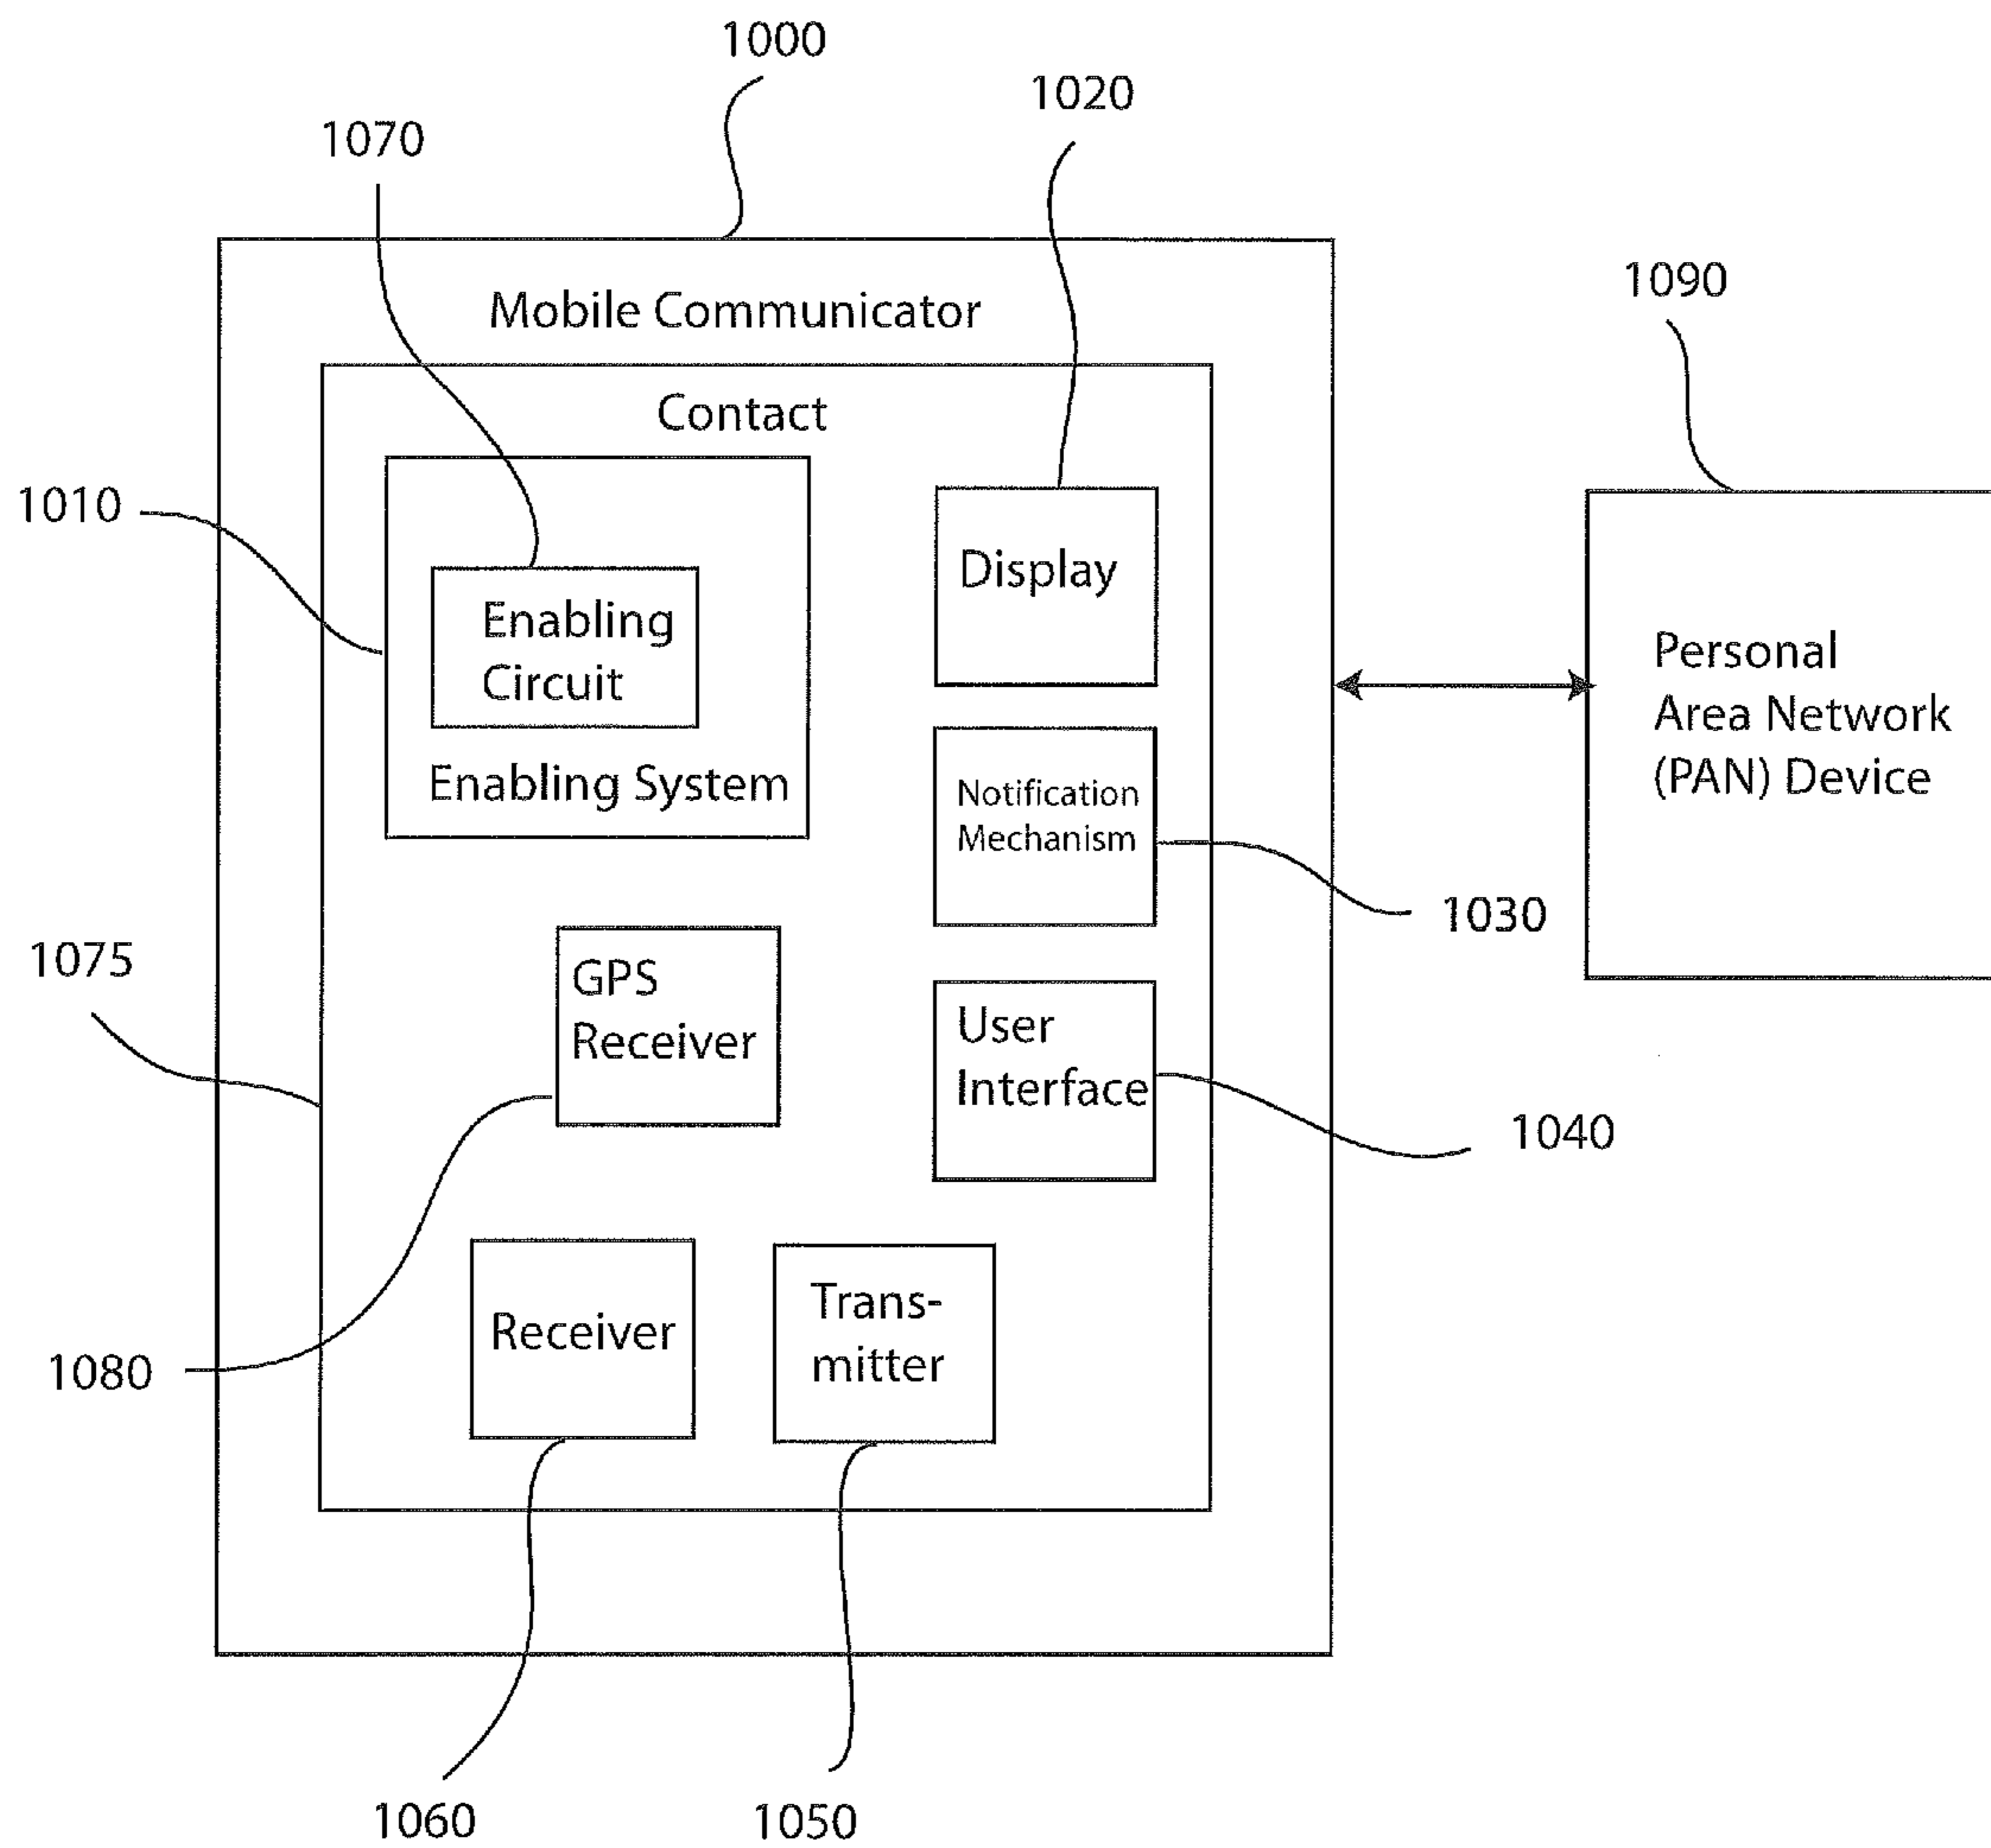 1000
1020
1070
1090
Mobile Communicator
Contact
1010
Enabling
Circuit
Enabling System
Display
Personal
Area Network
(PAN) Device
Notification
Mechanism
1030
1075
GPS
Receiver
User
Interface
1040
1080
Receiver
Trans-
mitter
1060
1050